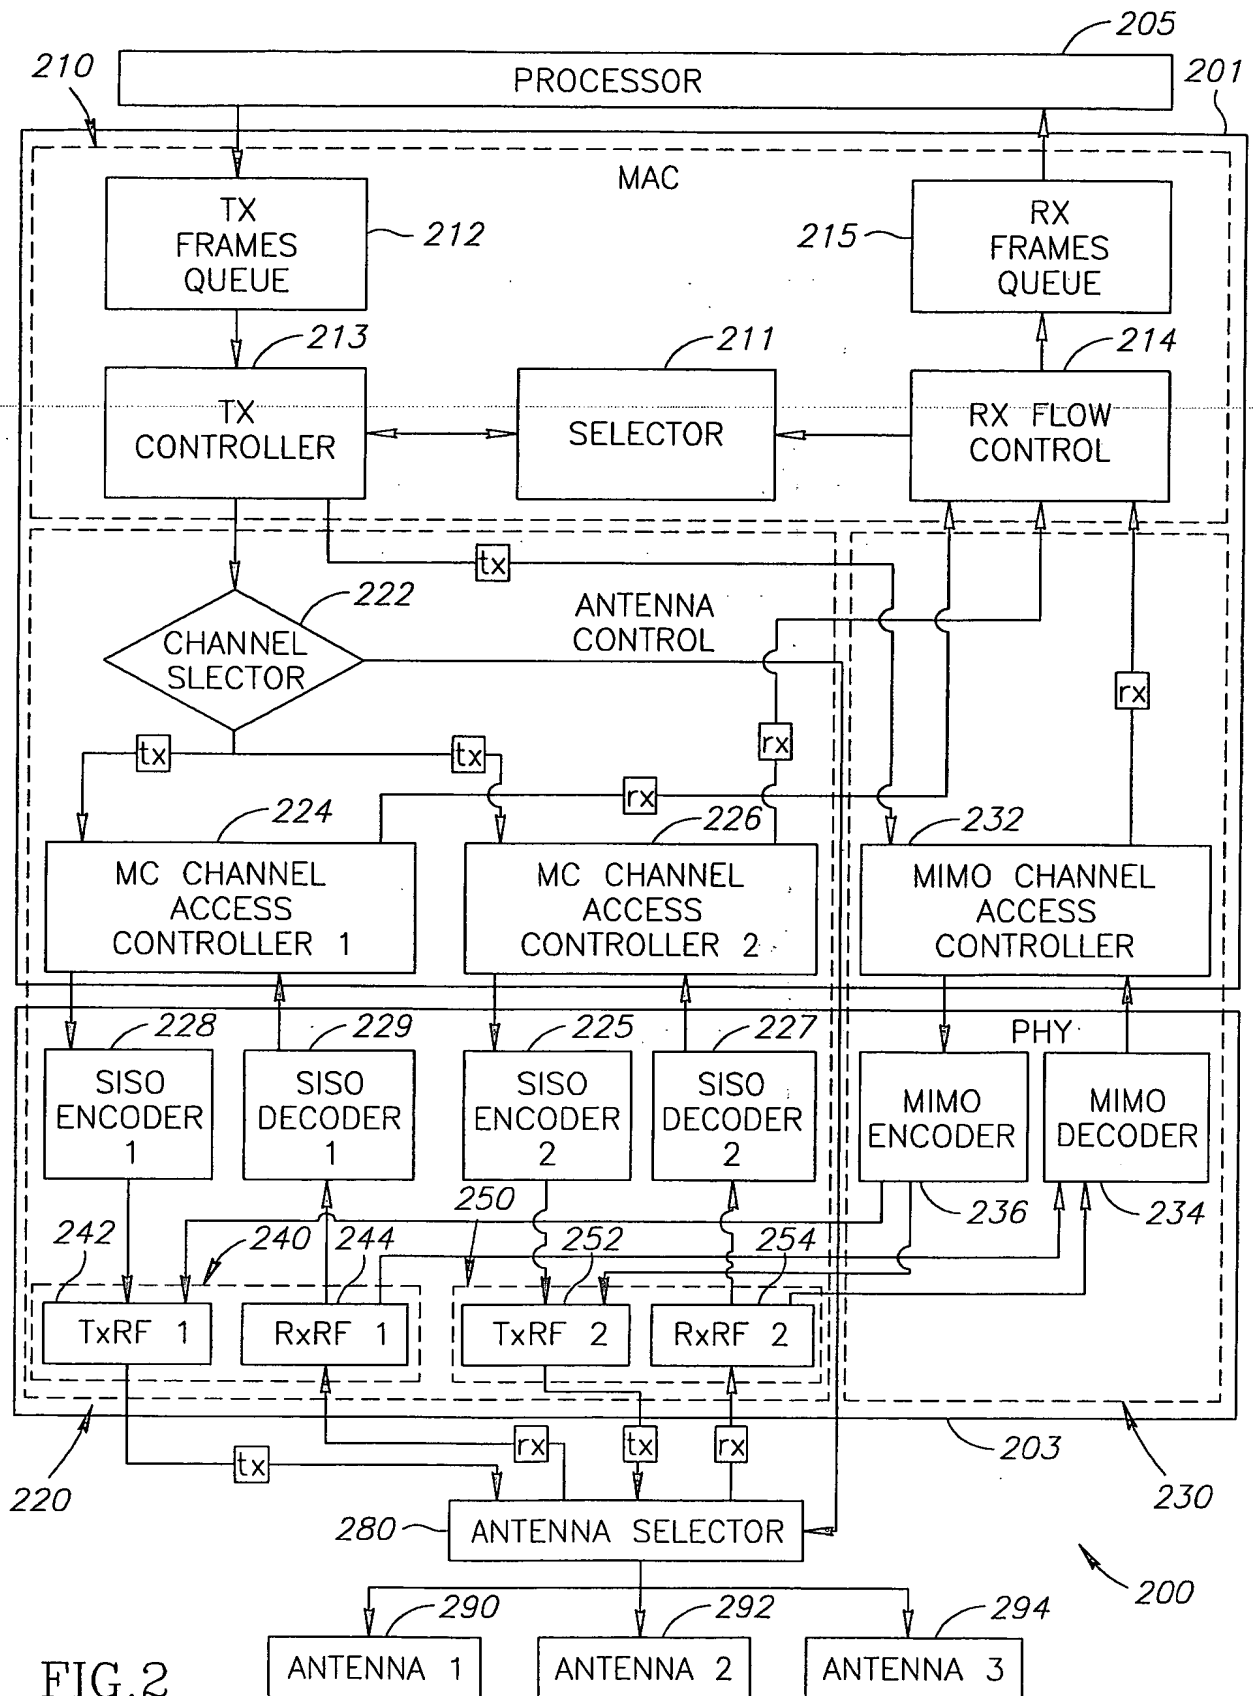 205
PROCESSOR
210
201
MAC
TX
FRAMES
QUEUE
212
215
RX
FRAMES
QUEUE
213
211
214
TX
CONTROLLER
SELECTOR
RX FLOW
CONTROL
tx
222
ANTENNA
CONTROL
CHANNEL
SLECTOR
rx
tx
tx
rx
rx
224
226
232
MC CHANNEL
ACCESS
CONTROLLER 1
MC CHANNEL
ACCESS
CONTROLLER 2
MIMO CHANNEL
ACCESS
CONTROLLER
228
229
225
227
PHY
SISO
ENCODER
1
SISO
DECODER
1
SISO
ENCODER
2
SISO
DECODER
2
MIMO
ENCODER
MIMO
DECODER
250
236
234
242
240
244
252
254
TxRF 1
RxRF 1
TxRF 2
RxRF 2
tx
rx
tx
rx
203
220
230
280
ANTENNA SELECTOR
200
290
292
294
ANTENNA 1
ANTENNA 2
ANTENNA 3
FIG.2